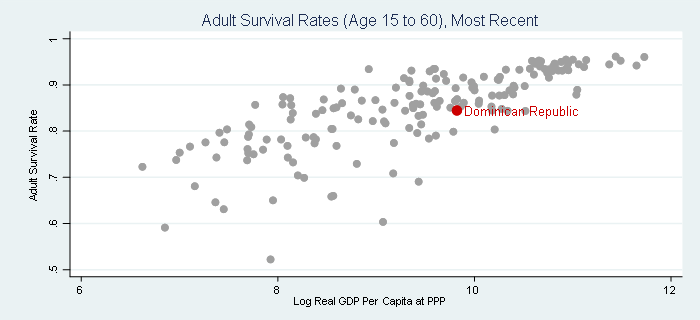 Adult Survival Rates (Age 15 to 60), Most Recent
Adult Survival Rate
1
.9
.8
.7
.6
.5
Dominican Republic
6 8 10 12
Log Real GDP Per Capita at PPP